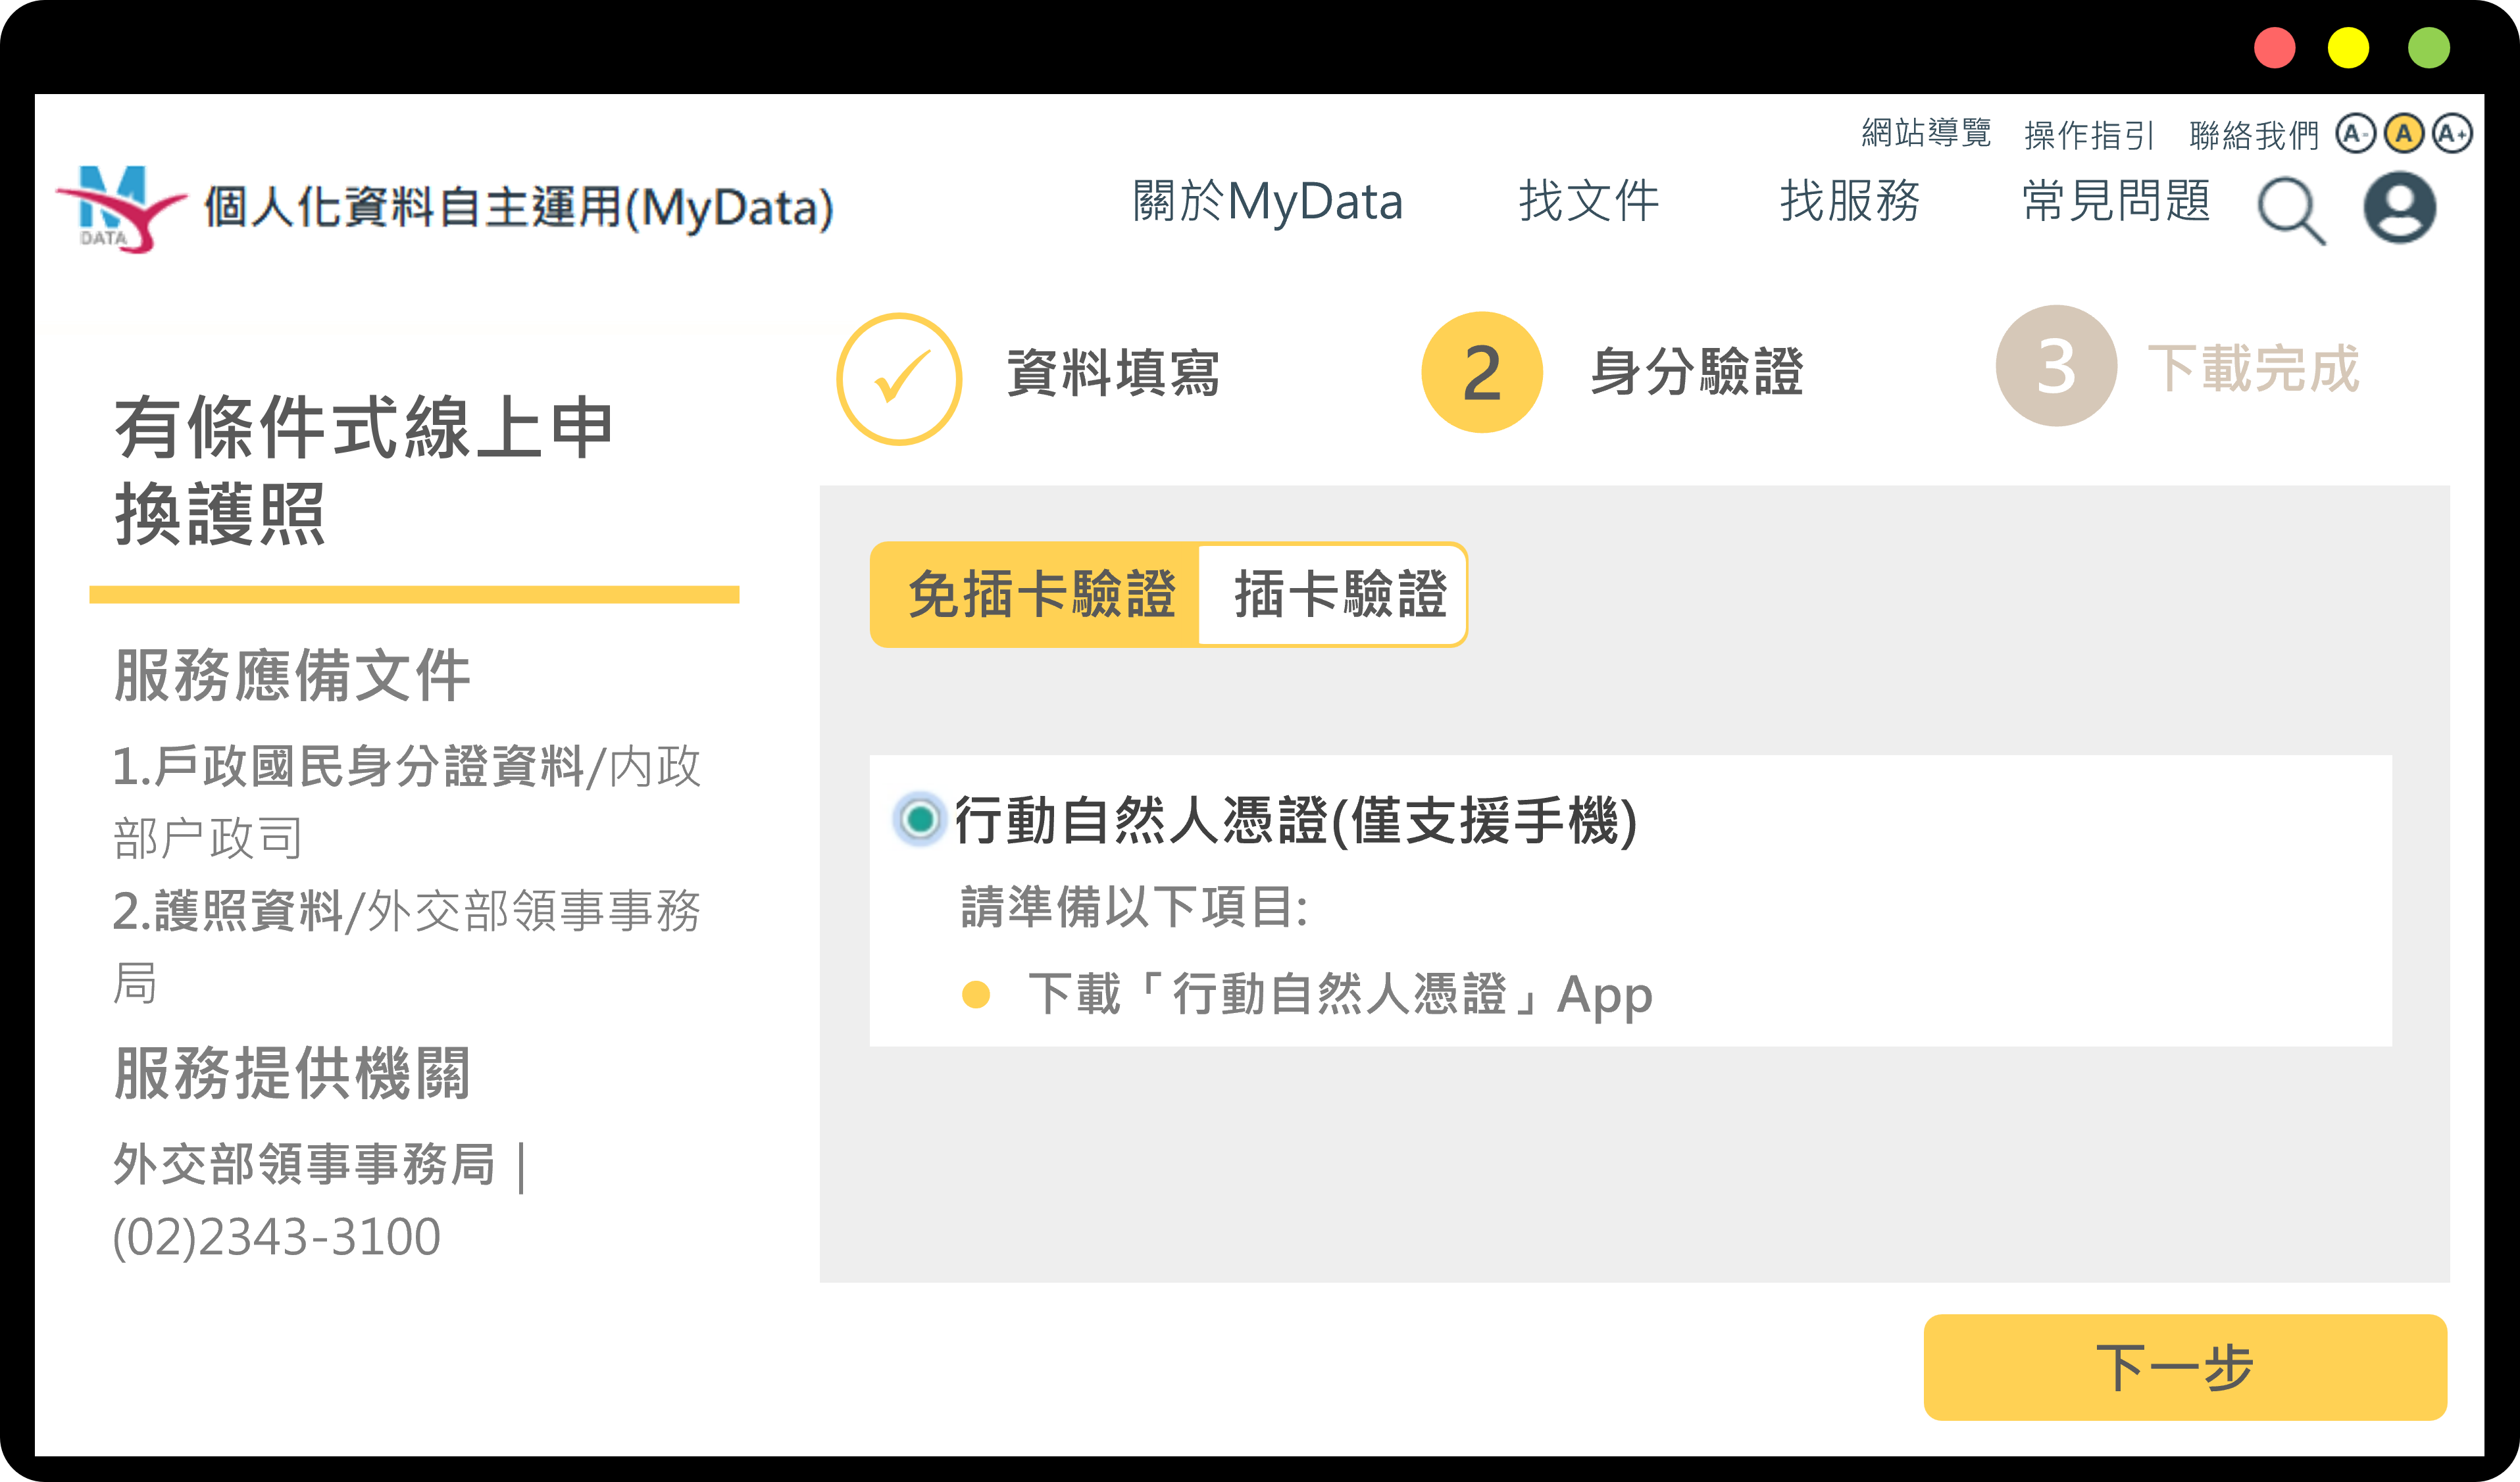 網站導覽 操作指引 聯絡我們 A- A A+
M DATA 個人化資料自主運用(MyData) 關於MyData 找文件 找服務 常見問題
資料填寫 2 身分驗證 3 下載完成
有條件式線上申
換護照
服務應備文件
1.戶政國民身分證資料/內政
部户政司
2.護照資料/外交部領事事務
局
服務提供機關
外交部領事事務局 |
(02)2343-3100
免插卡驗證 插卡驗證
行動自然人憑證(僅支援手機)
請準備以下項目:
下載「行動自然人憑證」App
下一步